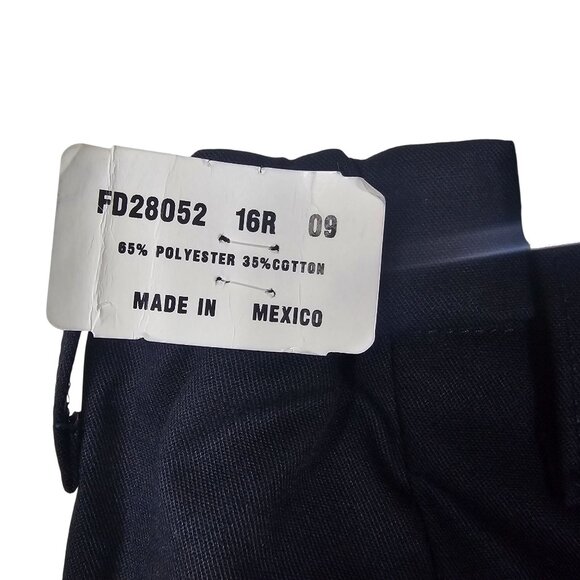 FD28052 16R 09
65% POLYESTER 35%COTTON
MADE IN MEXICO